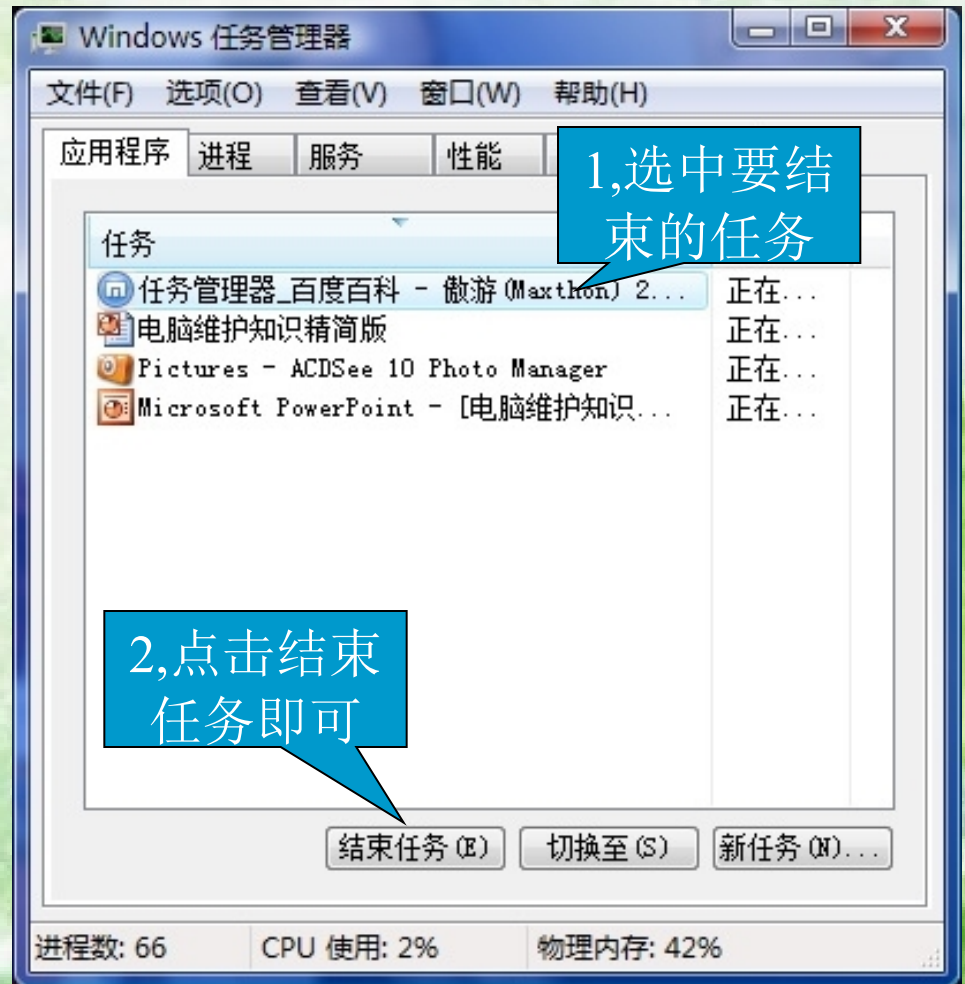 Windows 任务管理器
文件(F) 选项(O) 查看(V) 窗口(W) 帮助(H)
应用程序 进程 服务 性能
1,选中要结
束的任务
任务
任务管理器_百度百科 - 傲游(Maxthon) 2... 正在...
电脑维护知识精简版 正在...
Pictures - ACDSee 10 Photo Manager 正在...
Microsoft PowerPoint - [电脑维护知识... 正在...
2,点击结束
任务即可
结束任务(E) 切换至(S) 新任务(N)...
进程数: 66 CPU 使用: 2% 物理内存: 42%